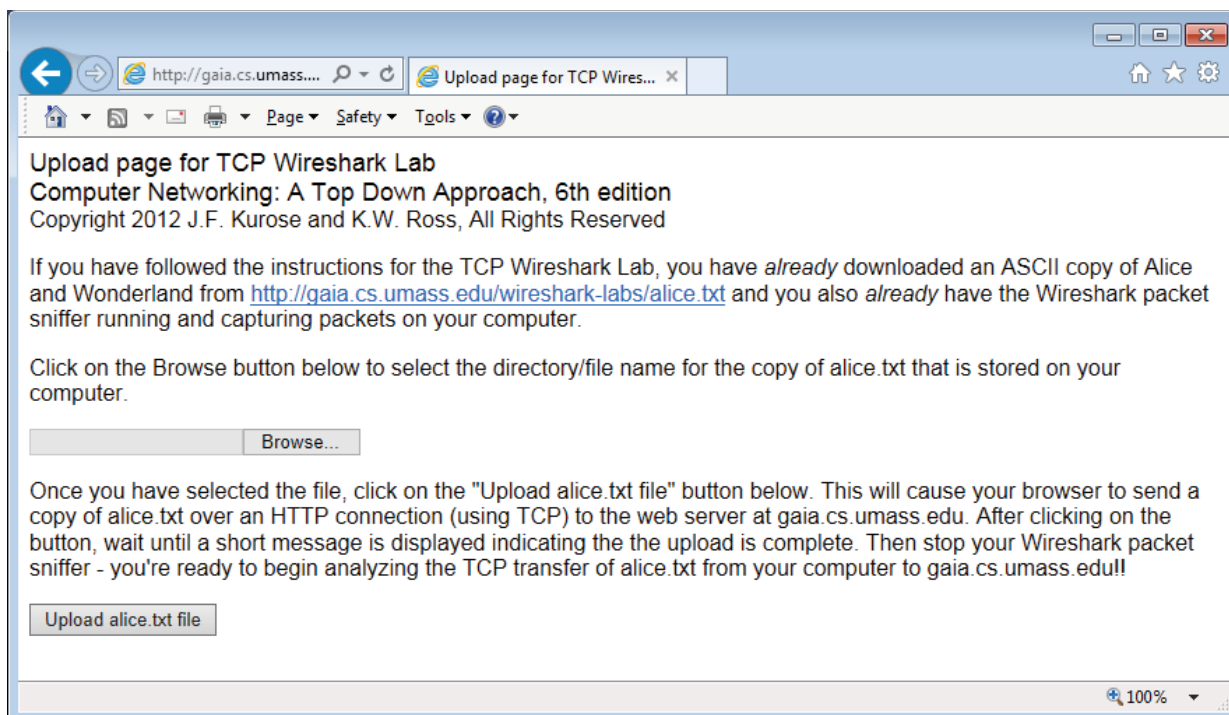 http://gaia.cs.umass....
Upload page for TCP Wires...
Page
Safety
Tools
Upload page for TCP Wireshark Lab
Computer Networking: A Top Down Approach, 6th edition
Copyright 2012 J.F. Kurose and K.W. Ross, All Rights Reserved
If you have followed the instructions for the TCP Wireshark Lab, you have already downloaded an ASCII copy of Alice
and Wonderland from http://gaia.cs.umass.edu/wireshark-labs/alice.txt and you also already have the Wireshark packet
sniffer running and capturing packets on your computer.
Click on the Browse button below to select the directory/file name for the copy of alice.txt that is stored on your
computer.
Browse...
Once you have selected the file, click on the "Upload alice.txt file" button below. This will cause your browser to send a
copy of alice.txt over an HTTP connection (using TCP) to the web server at gaia.cs.umass.edu. After clicking on the
button, wait until a short message is displayed indicating the the upload is complete. Then stop your Wireshark packet
sniffer - you're ready to begin analyzing the TCP transfer of alice.txt from your computer to gaia.cs.umass.edu!!
Upload alice.txt file
100%